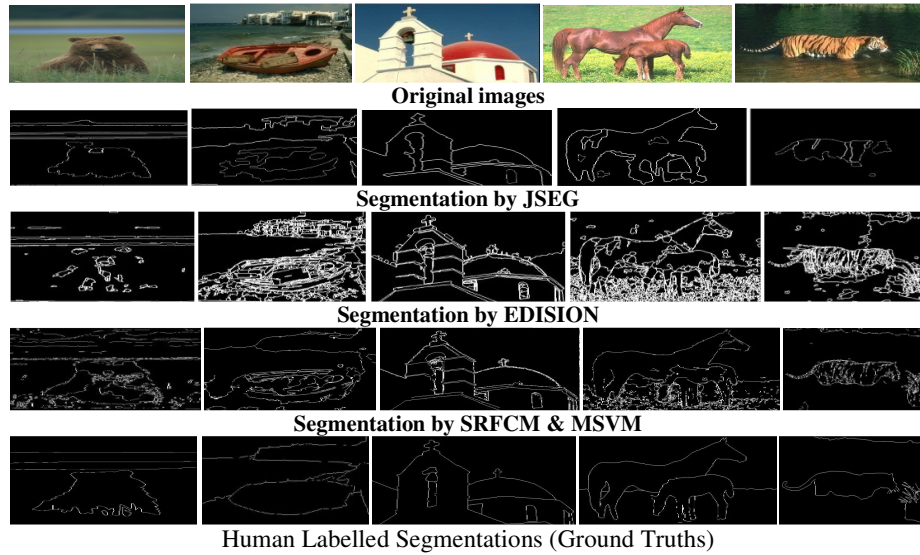 Original images
Segmentation by JSEG
Segmentation by EDISION
Segmentation by SRFCM & MSVM
Human Labelled Segmentations (Ground Truths)